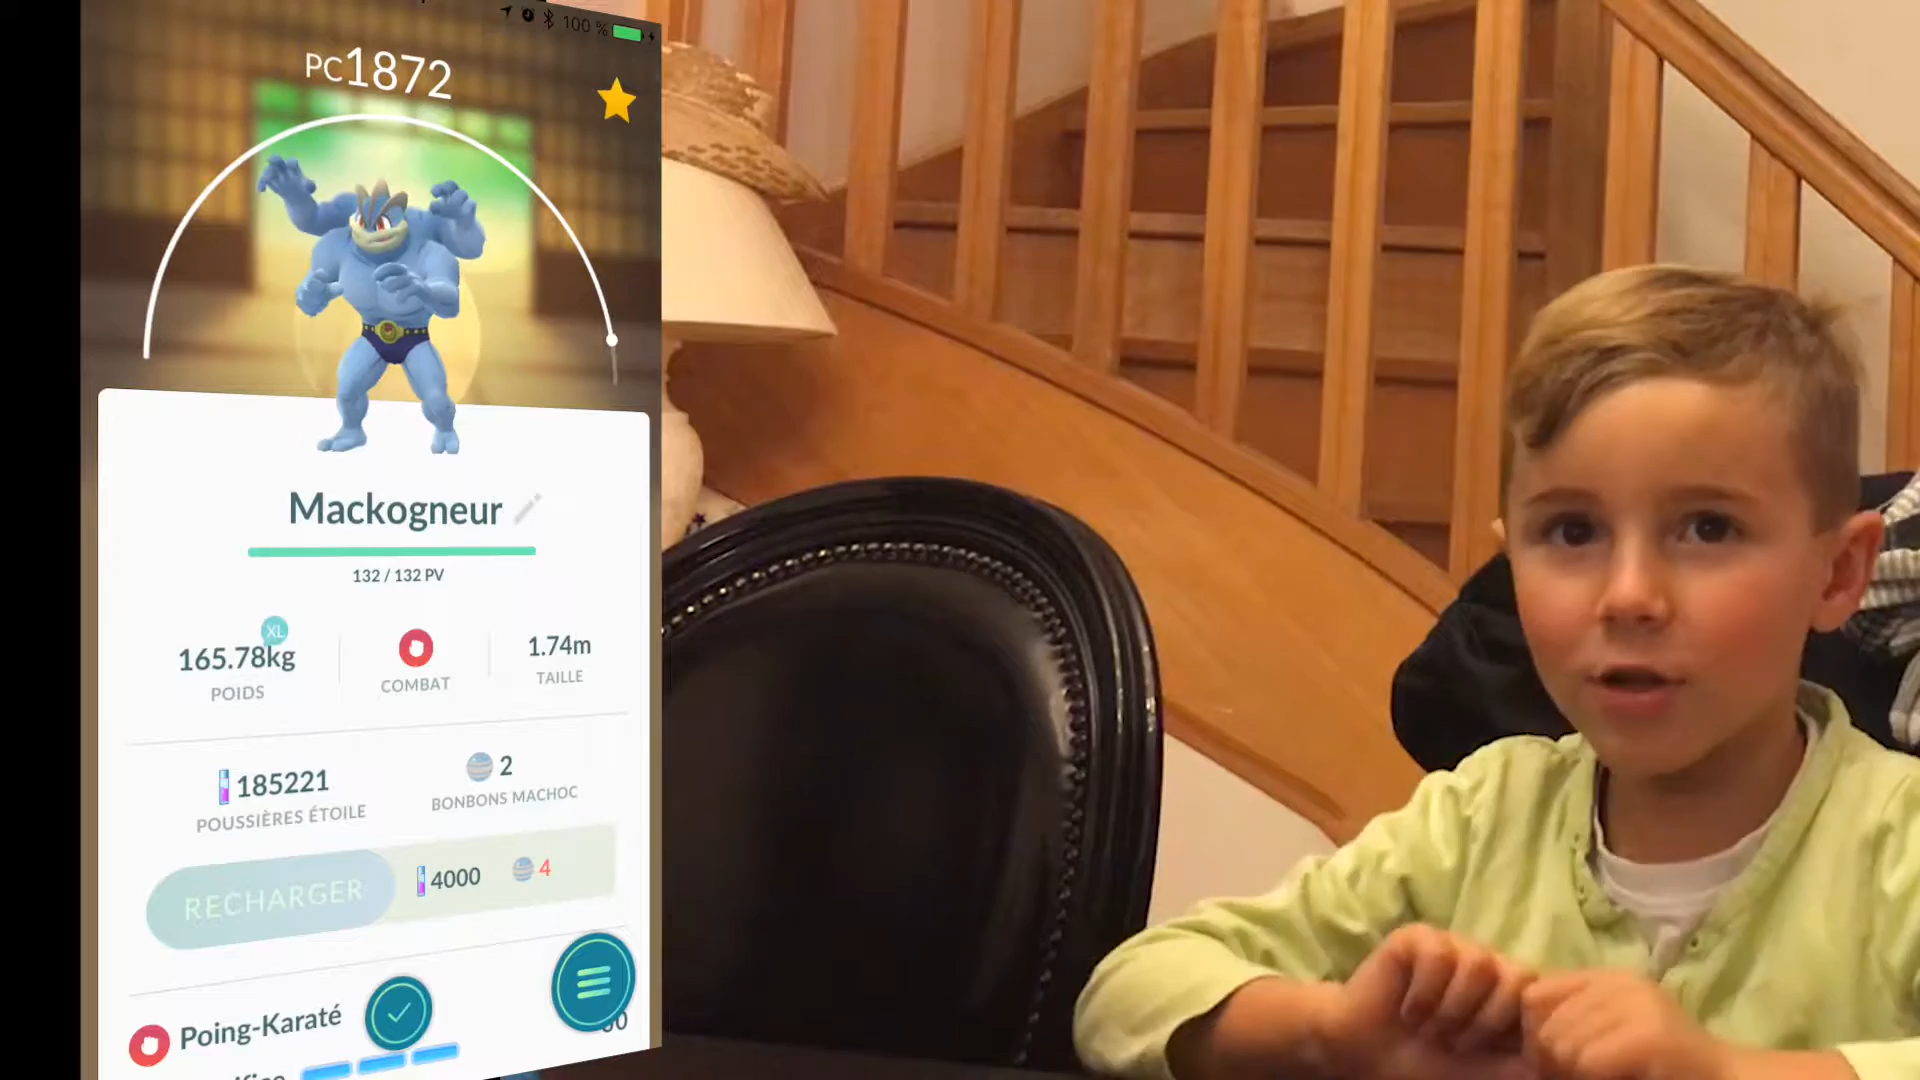 100 %
PC1872
Mackogneur
132 / 132 PV
XL
165.78kg
1.74m
POIDS
COMBAT
TAILLE
185221
2
POUSSIÈRES ÉTOILE
BONBONS MACHOC
RECHARGER
4000
4
Poing-Karaté